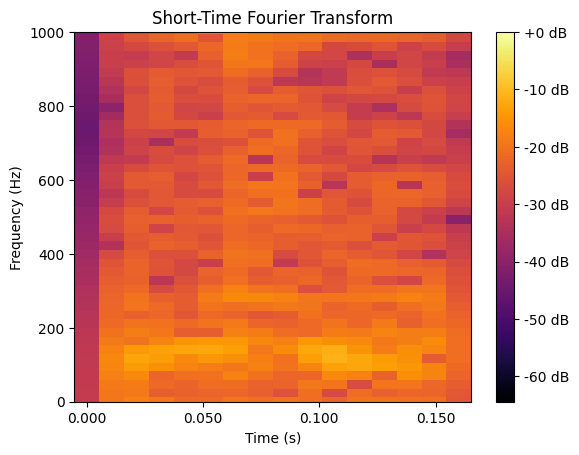 Short-Time Fourier Transform
1000
800
600
400
200
0
Frequency (Hz)
0.000
0.050
0.100
0.150
Time (s)
+0 dB
-10 dB
-20 dB
-30 dB
-40 dB
-50 dB
-60 dB